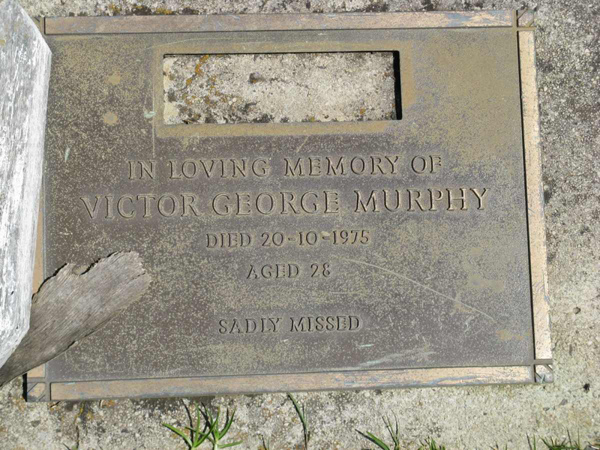 IN LOVING MEMORY OF
VICTOR GEORGE MURPHY
DIED 20-10-1975
AGED 28
SADLY MISSED